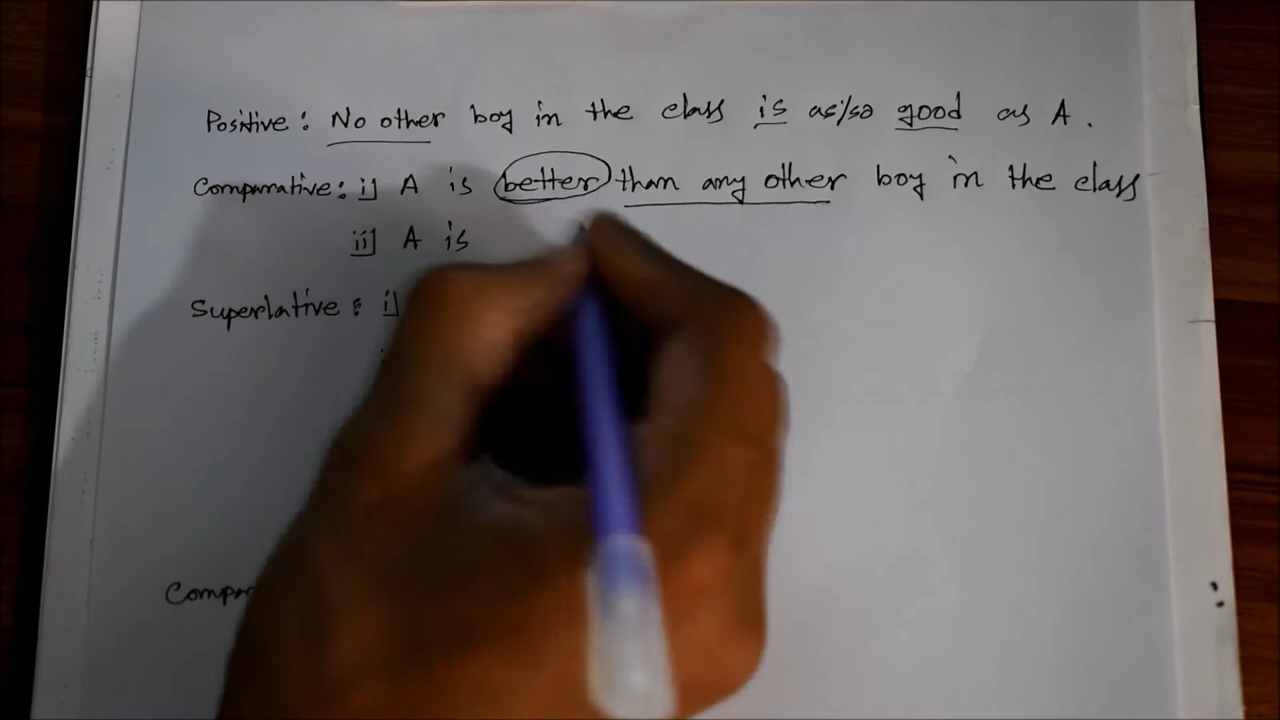 Positive : No other boy in the class is as/so good as A .
Comparative : i] A is better than any other boy in the class
ii] A is
Superlative : i]